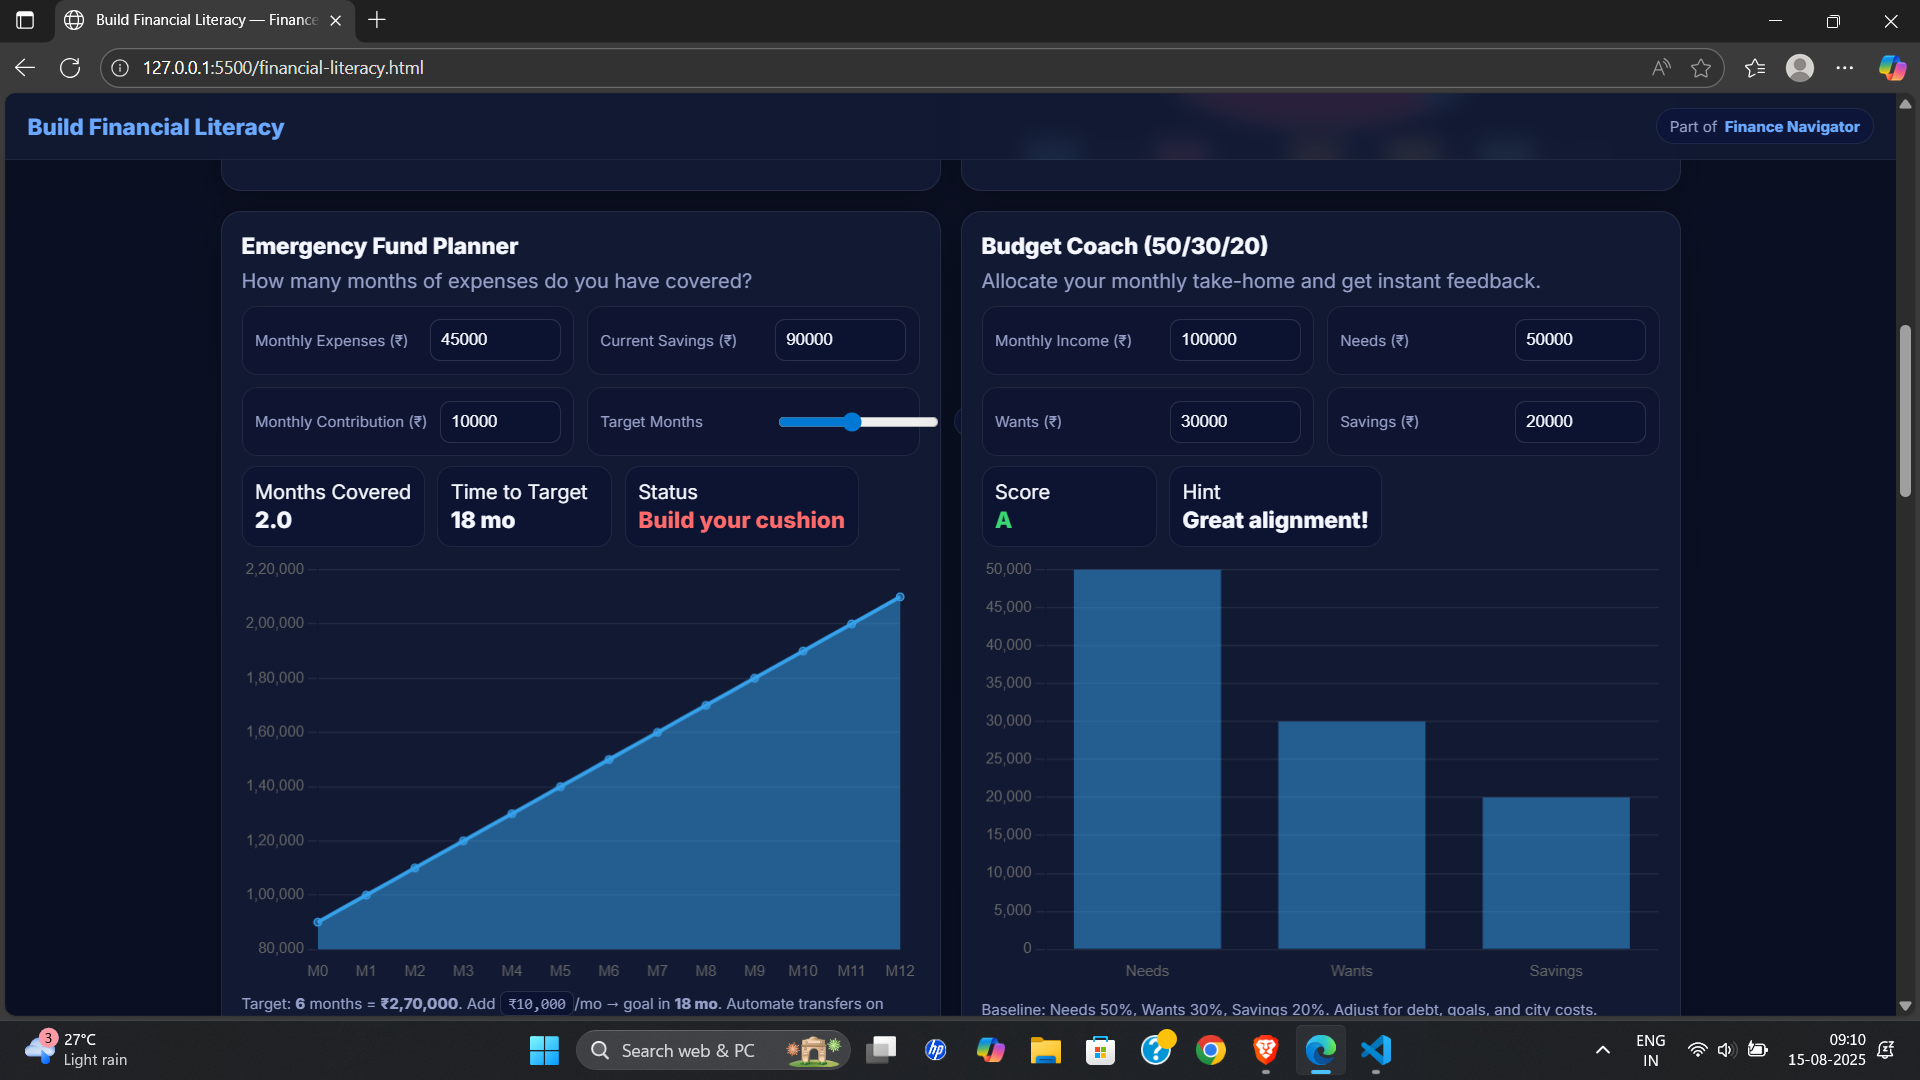 Build Financial Literacy — Finance
127.0.0.1:5500/financial-literacy.html
Build Financial Literacy
Part of Finance Navigator
Emergency Fund Planner
How many months of expenses do you have covered?
Monthly Expenses (₹) 45000
Current Savings (₹) 90000
Monthly Contribution (₹) 10000
Target Months
Months Covered
2.0
Time to Target
18 mo
Status
Build your cushion
2,20,000
2,00,000
1,80,000
1,60,000
1,40,000
1,20,000
1,00,000
80,000
M0 M1 M2 M3 M4 M5 M6 M7 M8 M9 M10 M11 M12
Target: 6 months = ₹2,70,000. Add ₹10,000/mo → goal in 18 mo. Automate transfers on
Budget Coach (50/30/20)
Allocate your monthly take-home and get instant feedback.
Monthly Income (₹) 100000
Needs (₹) 50000
Wants (₹) 30000
Savings (₹) 20000
Score
A
Hint
Great alignment!
50,000
45,000
40,000
35,000
30,000
25,000
20,000
15,000
10,000
5,000
0
Needs Wants Savings
Baseline: Needs 50%, Wants 30%, Savings 20%. Adjust for debt, goals, and city costs.
3
27°C
Light rain
Search web & PC
hp
ENG
IN
09:10
15-08-2025